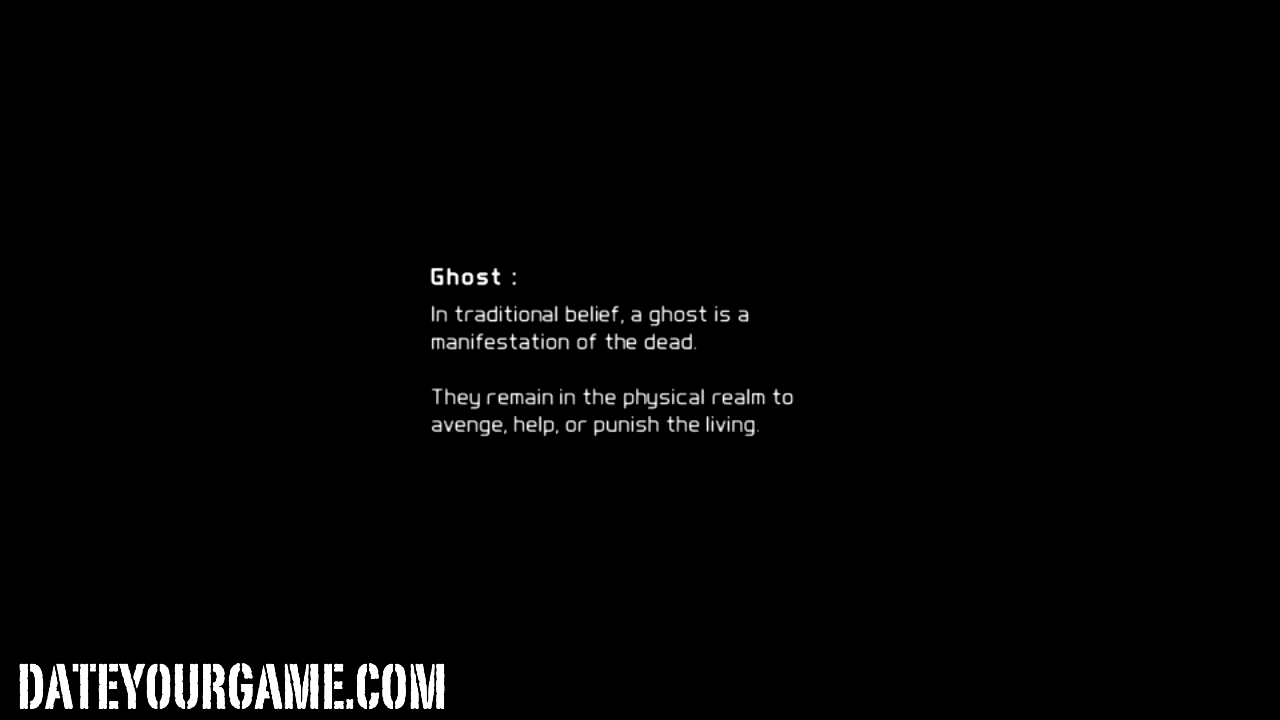 Ghost :
In traditional belief, a ghost is a
manifestation of the dead.
They remain in the physical realm to
avenge, help, or punish the living.
DATEYOURGAME.COM